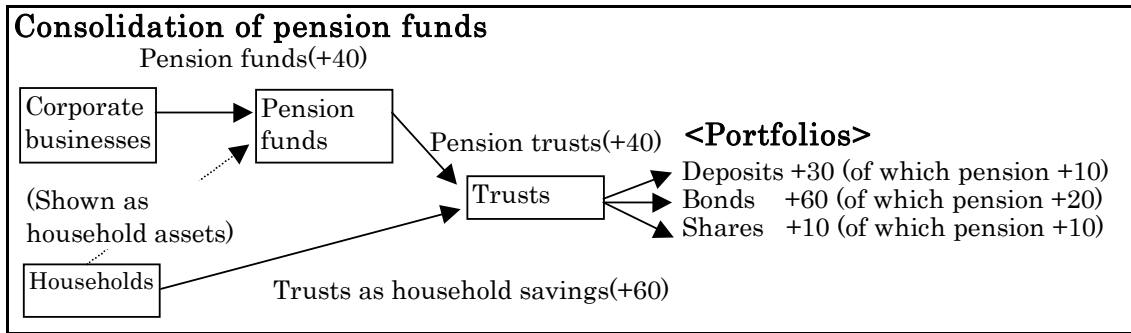 Consolidation of pension funds
Pension funds(+40)
Corporate
businesses
Pension
funds
Pension trusts(+40)
<Portfolios>
Deposits +30 (of which pension +10)
Bonds +60 (of which pension +20)
Shares +10 (of which pension +10)
Trusts
(Shown as
household assets)
Households
Trusts as household savings(+60)